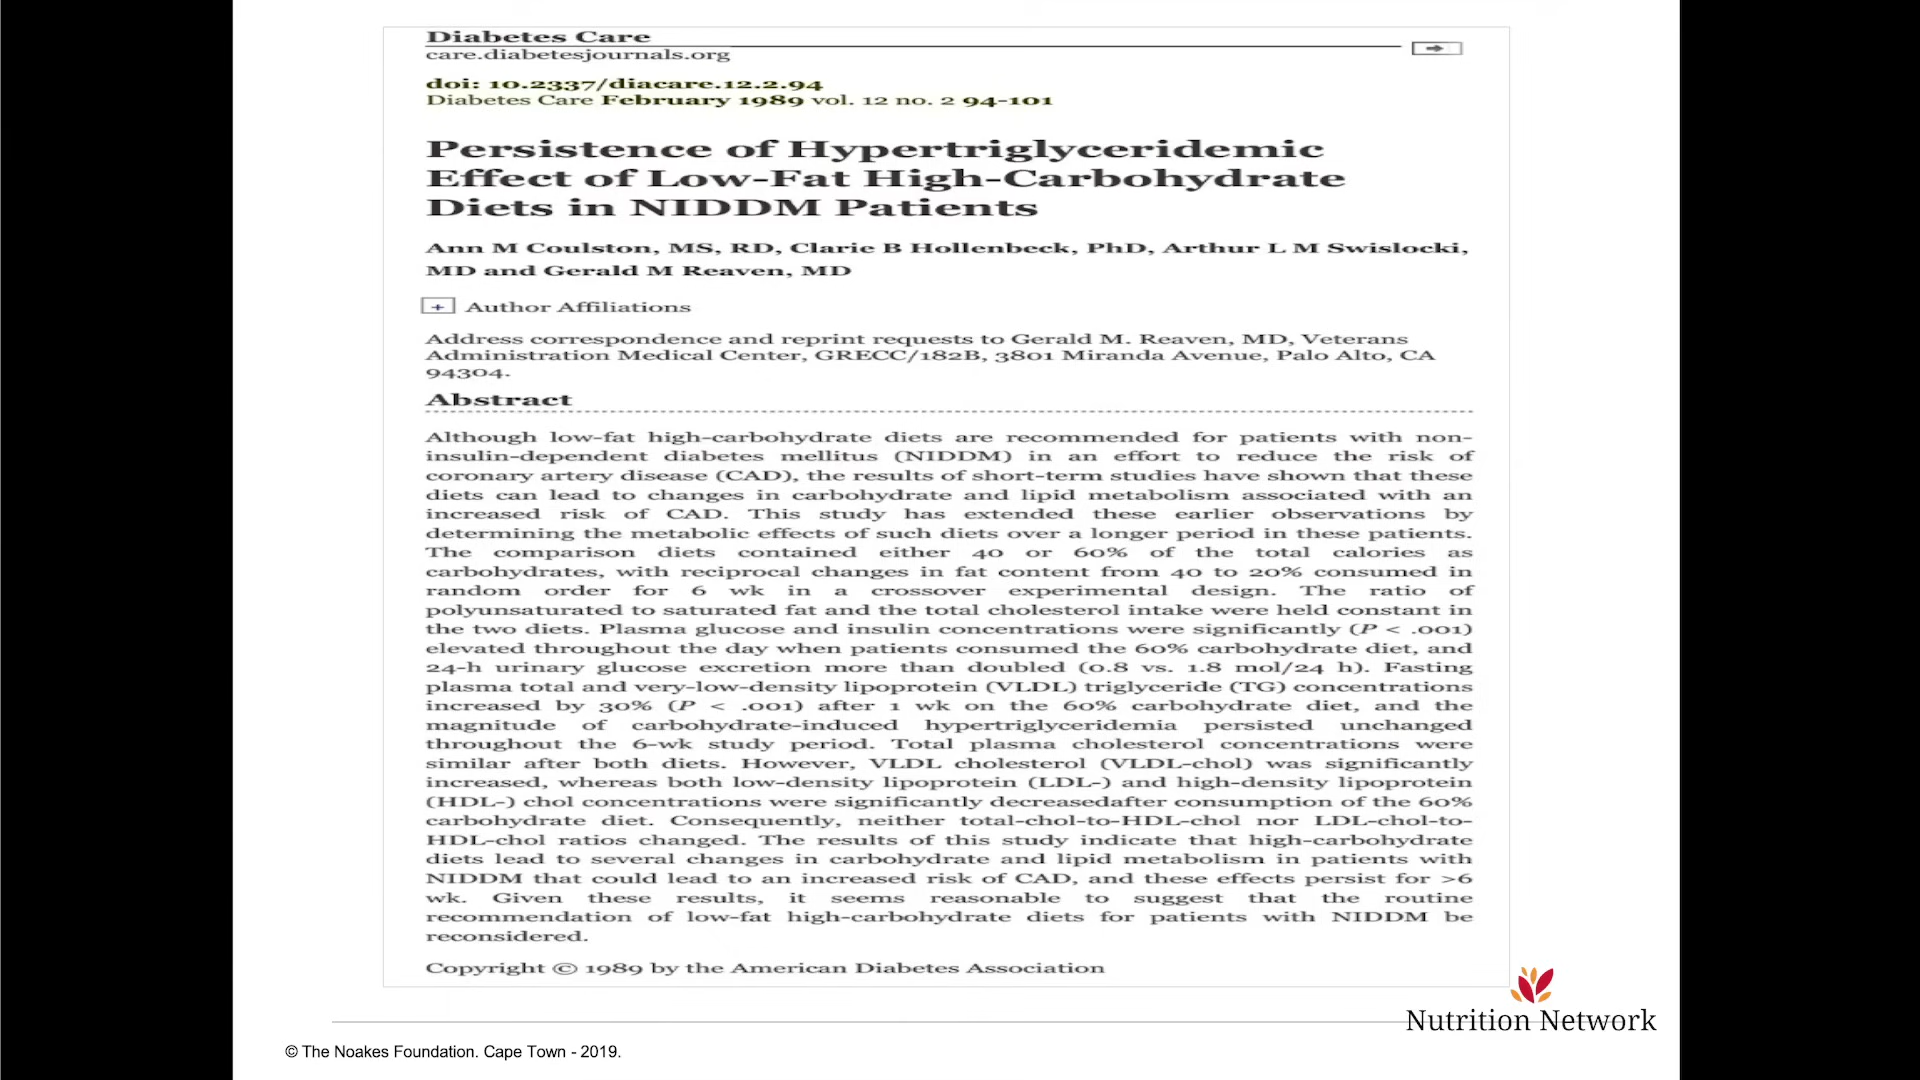 Diabetes Care
care.diabetesjournals.org
doi: 10.2337/diacare.12.2.94
Diabetes Care February 1989 vol. 12 no. 2 94-101
Persistence of Hypertriglyceridemic
Effect of Low-Fat High-Carbohydrate
Diets in NIDDM Patients
Ann M Coulston, MS, RD, Clarie B Hollenbeck, PhD, Arthur L M Swislocki,
MD and Gerald M Reaven, MD
+ Author Affiliations
Address correspondence and reprint requests to Gerald M. Reaven, MD, Veterans
Administration Medical Center, GRECC/182B, 3801 Miranda Avenue, Palo Alto, CA
94304.
Abstract
Although low-fat high-carbohydrate diets are recommended for patients with non-
insulin-dependent diabetes mellitus (NIDDM) in an effort to reduce the risk of
coronary artery disease (CAD), the results of short-term studies have shown that these
diets can lead to changes in carbohydrate and lipid metabolism associated with an
increased risk of CAD. This study has extended these earlier observations by
determining the metabolic effects of such diets over a longer period in these patients.
The comparison diets contained either 40 or 60% of the total calories as
carbohydrates, with reciprocal changes in fat content from 40 to 20% consumed in
random order for 6 wk in a crossover experimental design. The ratio of
polyunsaturated to saturated fat and the total cholesterol intake were held constant in
the two diets. Plasma glucose and insulin concentrations were significantly (P < .001)
elevated throughout the day when patients consumed the 60% carbohydrate diet, and
24-h urinary glucose excretion more than doubled (0.8 vs. 1.8 mol/24 h). Fasting
plasma total and very-low-density lipoprotein (VLDL) triglyceride (TG) concentrations
increased by 30% (P < .001) after 1 wk on the 60% carbohydrate diet, and the
magnitude of carbohydrate-induced hypertriglyceridemia persisted unchanged
throughout the 6-wk study period. Total plasma cholesterol concentrations were
similar after both diets. However, VLDL cholesterol (VLDL-chol) was significantly
increased, whereas both low-density lipoprotein (LDL-) and high-density lipoprotein
(HDL-) chol concentrations were significantly decreasedafter consumption of the 60%
carbohydrate diet. Consequently, neither total-chol-to-HDL-chol nor LDL-chol-to-
HDL-chol ratios changed. The results of this study indicate that high-carbohydrate
diets lead to several changes in carbohydrate and lipid metabolism in patients with
NIDDM that could lead to an increased risk of CAD, and these effects persist for >6
wk. Given these results, it seems reasonable to suggest that the routine
recommendation of low-fat high-carbohydrate diets for patients with NIDDM be
reconsidered.
Copyright © 1989 by the American Diabetes Association
Nutrition Network
© The Noakes Foundation. Cape Town - 2019.